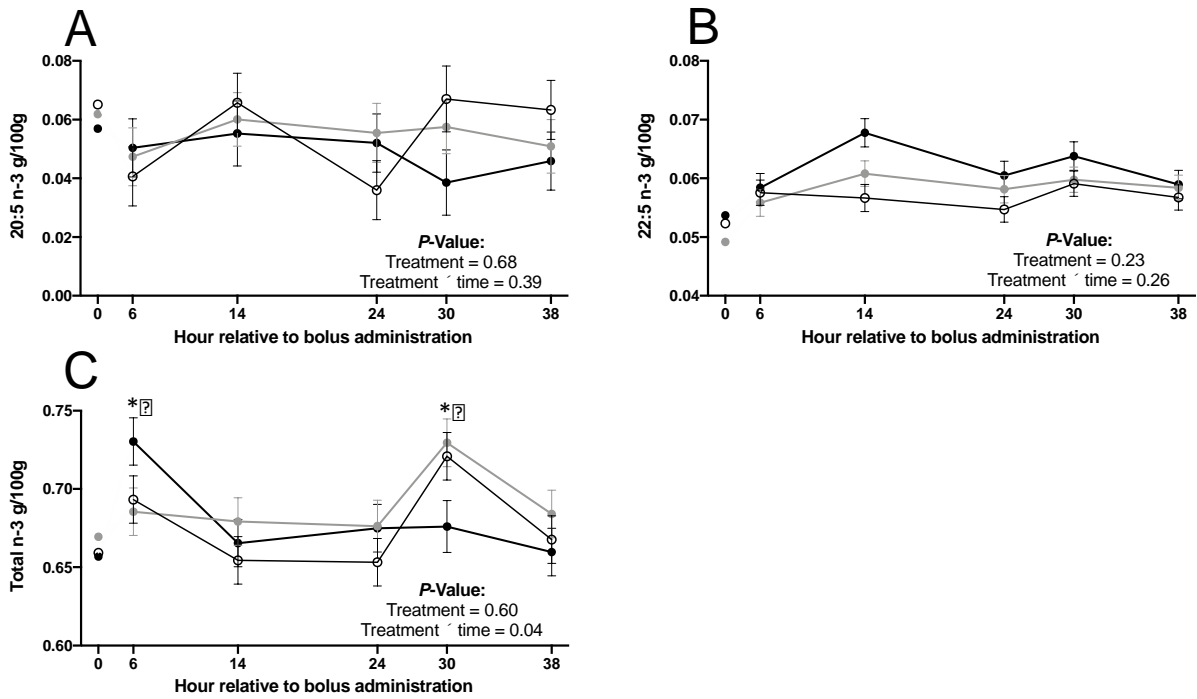 A
20:5 n-3 g/100g
0.08
0.06
0.04
0.02
0.00
P-Value:
Treatment = 0.68
Treatment ´ time = 0.39
0 6 14 24 30 38
Hour relative to bolus administration
B
22:5 n-3 g/100g
0.08
0.07
0.06
0.05
0.04
P-Value:
Treatment = 0.23
Treatment ´ time = 0.26
0 6 14 24 30 38
Hour relative to bolus administration
C
Total n-3 g/100g
0.75
0.70
0.65
0.60
*⍰ *⍰
P-Value:
Treatment = 0.60
Treatment ´ time = 0.04
0 6 14 24 30 38
Hour relative to bolus administration